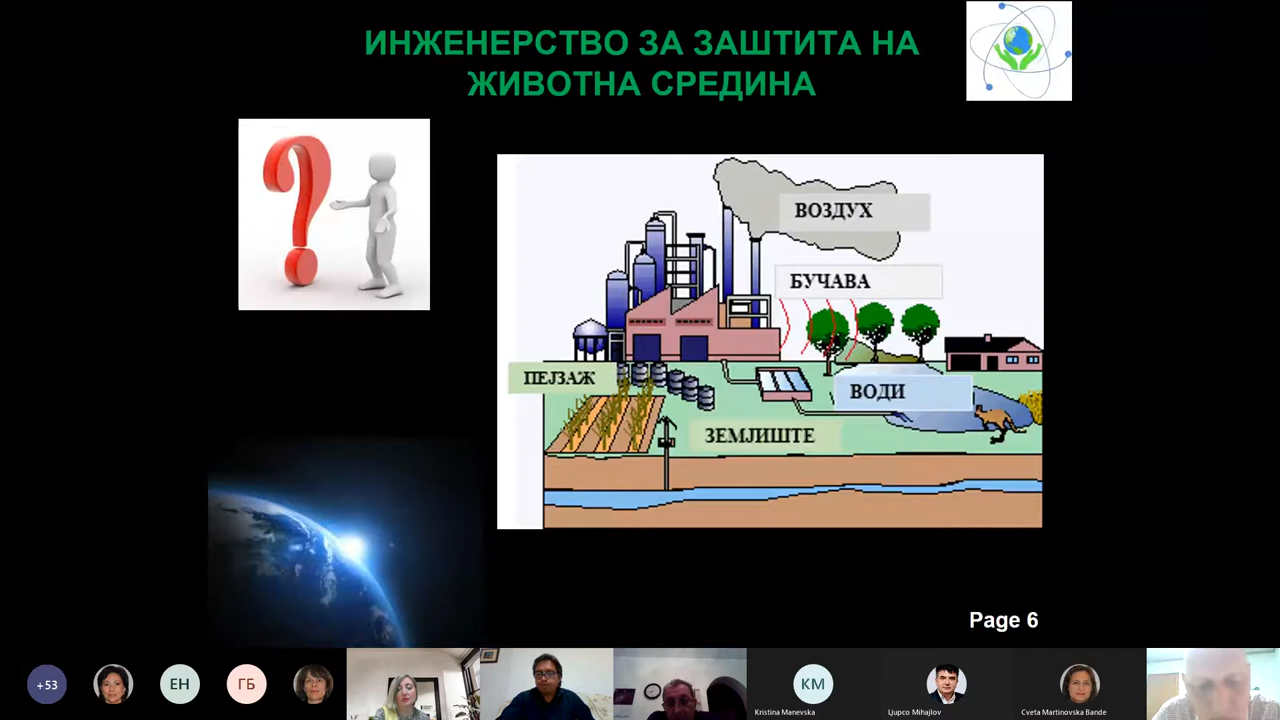 ИНЖЕНЕРСТВО ЗА ЗАШТИТА НА
ЖИВОТНА СРЕДИНА
ВОЗДУХ
БУЧАВА
ПЕЈЗАЖ
ВОДИ
ЗЕМЈИШТЕ
Page 6
+53
ЕН
ГБ
КМ
Kristina Manevska
Ljupco Mihajlov
Cveta Martinovska Bande